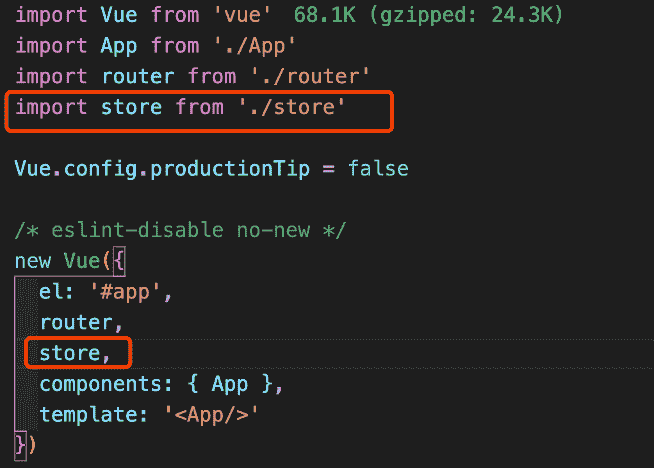 import Vue from 'vue' 68.1K (gzipped: 24.3K)
import App from './App'
import router from './router'
import store from './store'
Vue.config.productionTip = false
/* eslint-disable no-new */
new Vue({
el: '#app',
router,
store,
components: { App },
template: '<App/>'
})